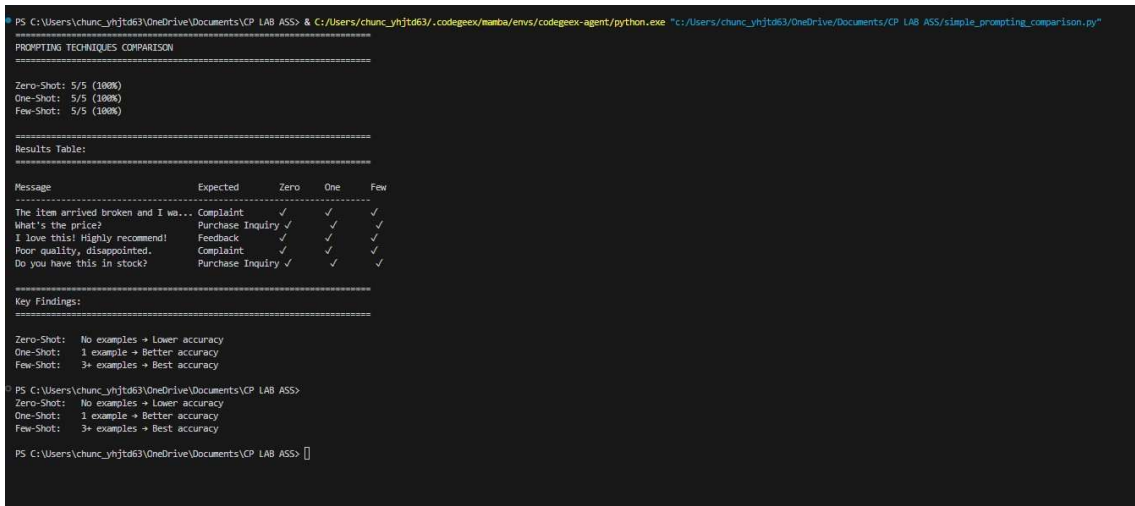 PS C:\Users\chunc_yhjtd63\OneDrive\Documents\CP LAB ASS> & C:/Users/chunc_yhjtd63/.codegeex/mamba/envs/codegeex-agent/python.exe "c:/Users/chunc_yhjtd63/OneDrive/Documents/CP LAB ASS/simple_prompting_comparison.py"
======================================================================
PROMPTING TECHNIQUES COMPARISON
======================================================================
Zero-Shot: 5/5 (100%)
One-Shot:  5/5 (100%)
Few-Shot:  5/5 (100%)
======================================================================
Results Table:
======================================================================
Message                             Expected        Zero    One     Few
----------------------------------------------------------------------
The item arrived broken and I wa... Complaint       ✓       ✓       ✓
What's the price?                   Purchase Inquiry ✓       ✓       ✓
I love this! Highly recommend!      Feedback        ✓       ✓       ✓
Poor quality, disappointed.         Complaint       ✓       ✓       ✓
Do you have this in stock?          Purchase Inquiry ✓       ✓       ✓
======================================================================
Key Findings:
======================================================================
Zero-Shot:   No examples → Lower accuracy
One-Shot:    1 example → Better accuracy
Few-Shot:    3+ examples → Best accuracy
PS C:\Users\chunc_yhjtd63\OneDrive\Documents\CP LAB ASS>
Zero-Shot:   No examples → Lower accuracy
One-Shot:    1 example → Better accuracy
Few-Shot:    3+ examples → Best accuracy
PS C:\Users\chunc_yhjtd63\OneDrive\Documents\CP LAB ASS>